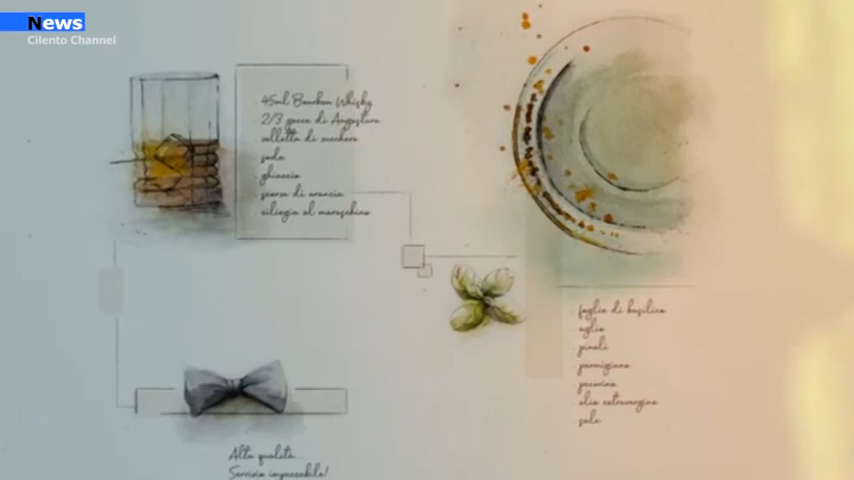 News
Cilento Channel
45ml Bourbon Whisky
2/3 gocce di Angostura
zolletta di zucchero
soda
ghiaccio
scorza di arancia
ciliegia al maraschino
foglie di basilico
aglio
pinoli
parmigiano
pecorino
olio extravergine
sale
Alta qualità...
Servizio impeccabile!